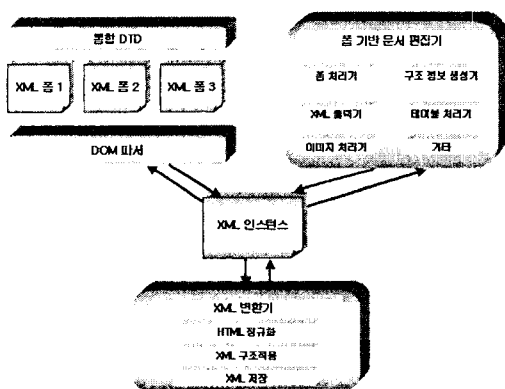 통합 DTD
XML 폼 1
XML 폼 2
XML 폼 3
DOM 파서
폼 기반 문서 편집기
폼 처리기
구조 정보 생성기
XML 출력기
테이블 처리기
이미지 처리기
기타
XML 인스턴스
XML 변환기
HTML 정규화
XML 구조적용
XML 저장